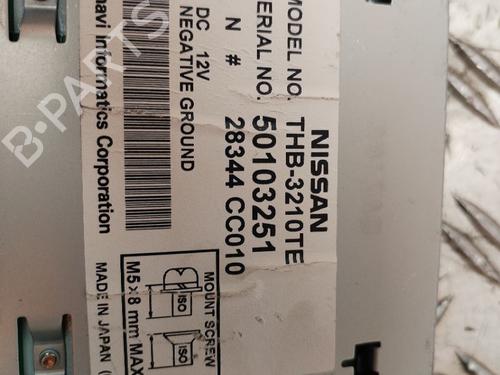 NISSAN
MODEL NO. THB-3210TE
ERIAL NO. 50103251
N # 28344 CC010
DC 12V
NEGATIVE GROUND
navi Informatics Corporation
MADE IN JAPAN (
MOUNT SCREW
ISO
ISO
M5×8 mm MAX
B-PARTS